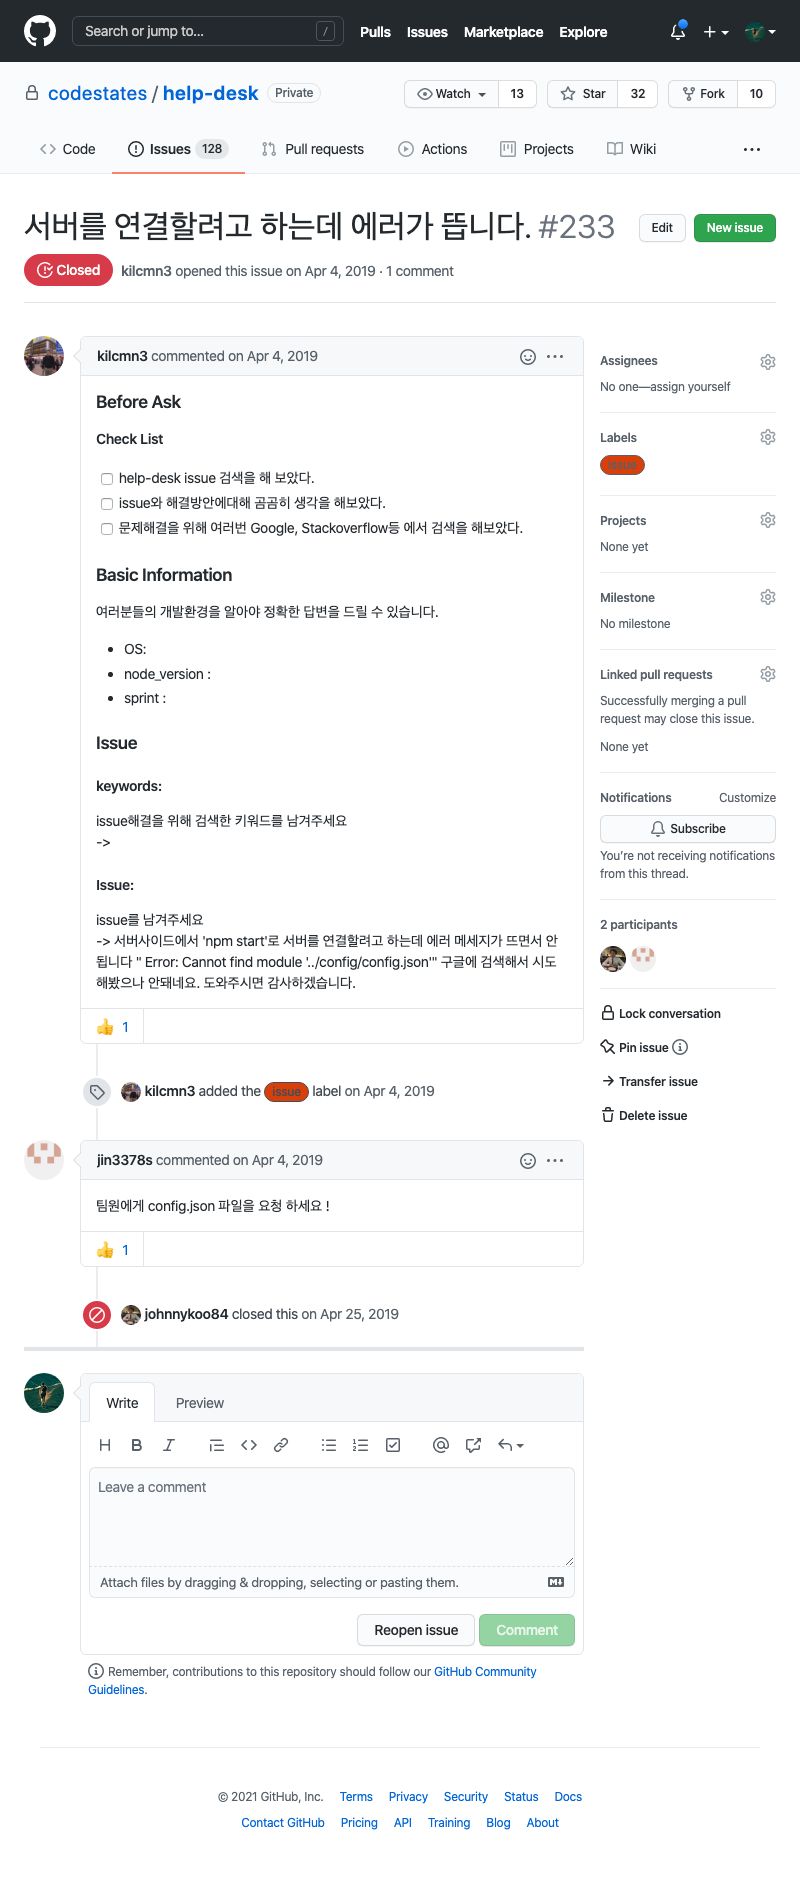 Search or jump to... /
Pulls Issues Marketplace Explore
codestates / help-desk Private
Watch 13 Star 32 Fork 10
Code Issues 128 Pull requests Actions Projects Wiki ...
서버를 연결할려고 하는데 에러가 뜹니다. #233
Edit New issue
Closed kilcmn3 opened this issue on Apr 4, 2019 · 1 comment
kilcmn3 commented on Apr 4, 2019
Before Ask
Check List
help-desk issue 검색을 해 보았다.
issue와 해결방안에대해 곰곰히 생각을 해보았다.
문제해결을 위해 여러번 Google, Stackoverflow등 에서 검색을 해보았다.
Basic Information
여러분들의 개발환경을 알아야 정확한 답변을 드릴 수 있습니다.
• OS:
• node_version :
• sprint :
Issue
keywords:
issue해결을 위해 검색한 키워드를 남겨주세요
->
Issue:
issue를 남겨주세요
-> 서버사이드에서 'npm start'로 서버를 연결할려고 하는데 에러 메세지가 뜨면서 안
됩니다 " Error: Cannot find module '../config/config.json'" 구글에 검색해서 시도
해봤으나 안돼네요. 도와주시면 감사하겠습니다.
👍 1
kilcmn3 added the issue label on Apr 4, 2019
jin3378s commented on Apr 4, 2019
팀원에게 config.json 파일을 요청 하세요 !
👍 1
johnnykoo84 closed this on Apr 25, 2019
Write Preview
Leave a comment
Attach files by dragging & dropping, selecting or pasting them.
Reopen issue Comment
Remember, contributions to this repository should follow our GitHub Community
Guidelines.
Assignees
No one—assign yourself
Labels
issue
Projects
None yet
Milestone
No milestone
Linked pull requests
Successfully merging a pull
request may close this issue.
None yet
Notifications Customize
Subscribe
You're not receiving notifications
from this thread.
2 participants
Lock conversation
Pin issue
Transfer issue
Delete issue
© 2021 GitHub, Inc. Terms Privacy Security Status Docs
Contact GitHub Pricing API Training Blog About